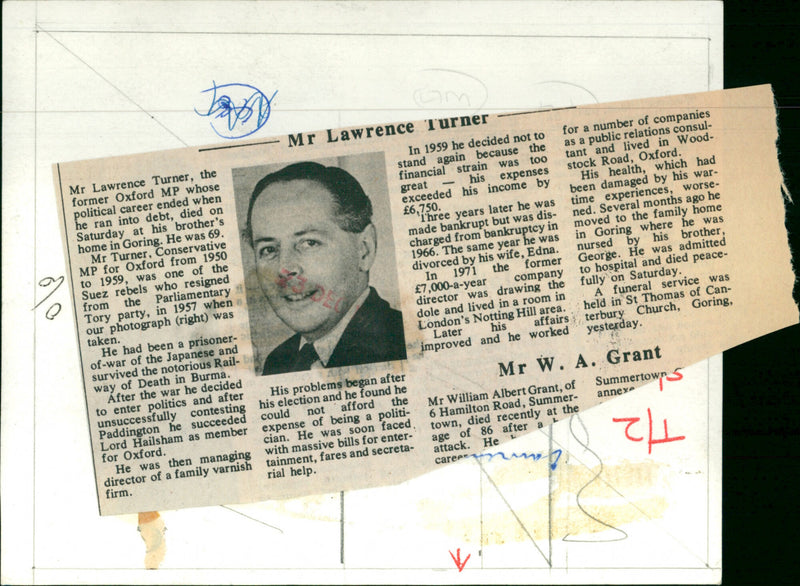 Mr Lawrence Turner
Mr Lawrence Turner, the
former Oxford MP whose
political career ended when
he ran into debt, died on
Saturday at his brother's
home in Goring. He was 69.
Mr Turner, Conservative
MP for Oxford from 1950
to 1959, was one of the
Suez rebels who resigned
from the Parliamentary
Tory party, in 1957 when
our photograph (right) was
taken.
He had been a prisoner-
of-war of the Japanese and
survived the notorious Rail-
way of Death in Burma.
After the war he decided
to enter politics and after
unsuccessfully contesting
Paddington he succeeded
Lord Hailsham as member
for Oxford.
He was then managing
director of a family varnish
firm.
His problems began after
his election and he found he
could not afford the
expense of being a politi-
cian. He was soon faced
with massive bills for enter-
tainment, fares and secreta-
rial help.
In 1959 he decided not to
stand again because the
financial strain was too
great — his expenses
exceeded his income by
£6,750.
Three years later he was
made bankrupt but was dis-
charged from bankruptcy in
1966. The same year he was
divorced by his wife, Edna.
In 1971 the former
£7,000-a-year company
director was drawing the
dole and lived in a room in
London's Notting Hill area.
Later his affairs
improved and he worked
for a number of companies
as a public relations consul-
tant and lived in Wood-
stock Road, Oxford.
His health, which had
been damaged by his war-
time experiences, worse-
ned. Several months ago he
moved to the family home
in Goring where he was
nursed by his brother,
George. He was admitted
to hospital and died peace-
fully on Saturday.
A funeral service was
held in St Thomas of Can-
terbury Church, Goring,
yesterday.
Mr W. A. Grant
Mr William Albert Grant, of
6 Hamilton Road, Summer-
town, died recently at the
age of 86 after a
attack. He
career
Summertown
annexe
T/2